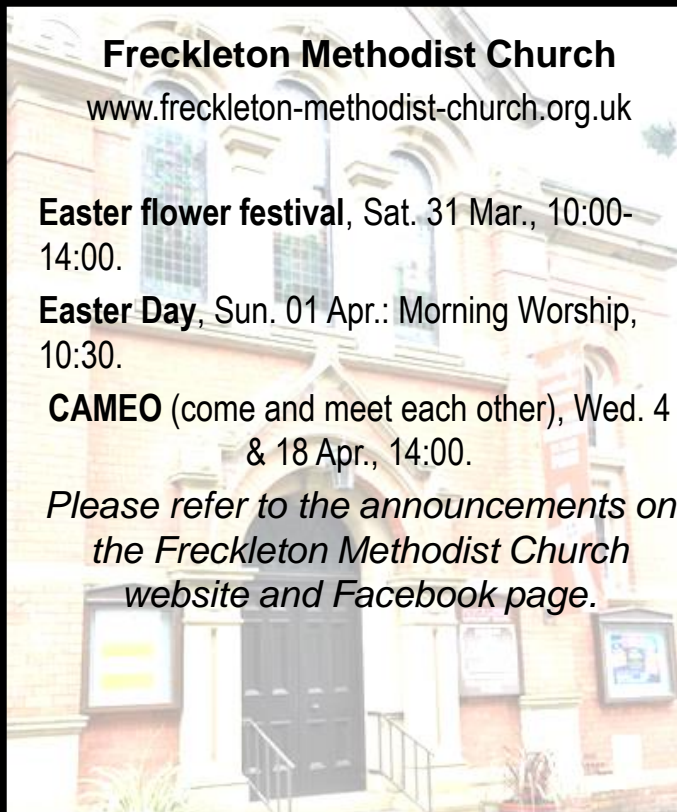 Freckleton Methodist Church
www.freckleton-methodist-church.org.uk
Easter flower festival, Sat. 31 Mar., 10:00-
14:00.
Easter Day, Sun. 01 Apr.: Morning Worship,
10:30.
CAMEO (come and meet each other), Wed. 4
& 18 Apr., 14:00.
Please refer to the announcements on
the Freckleton Methodist Church
website and Facebook page.